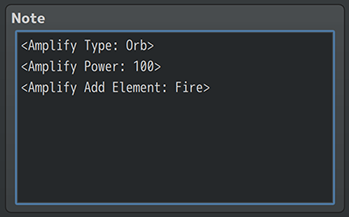 Note
<Amplify Type: Orb>
<Amplify Power: 100>
<Amplify Add Element: Fire>